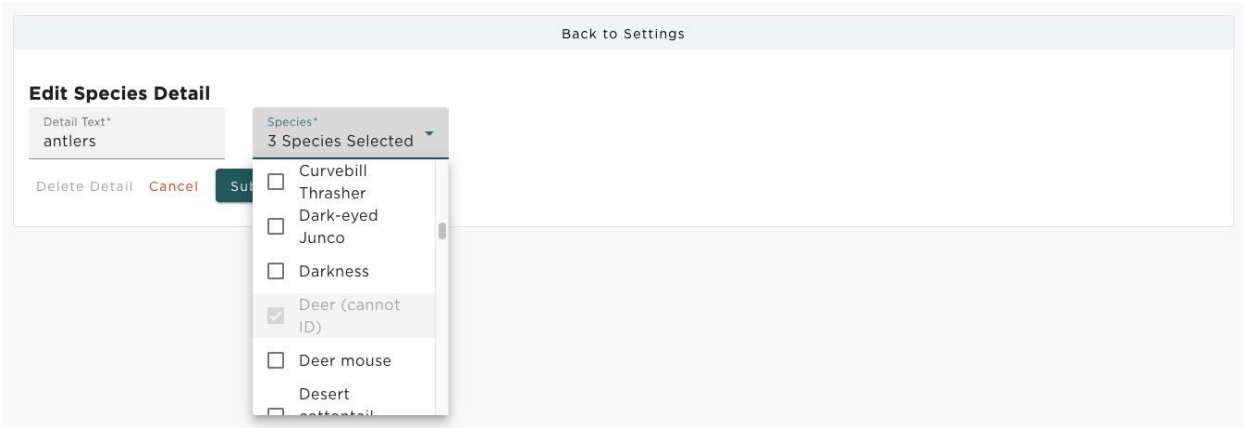 Back to Settings
Edit Species Detail
Detail Text*
antlers
Species*
3 Species Selected
Delete Detail
Cancel
Curvebill
Thrasher
Dark-eyed
Junco
Darkness
Deer (cannot
ID)
Deer mouse
Desert